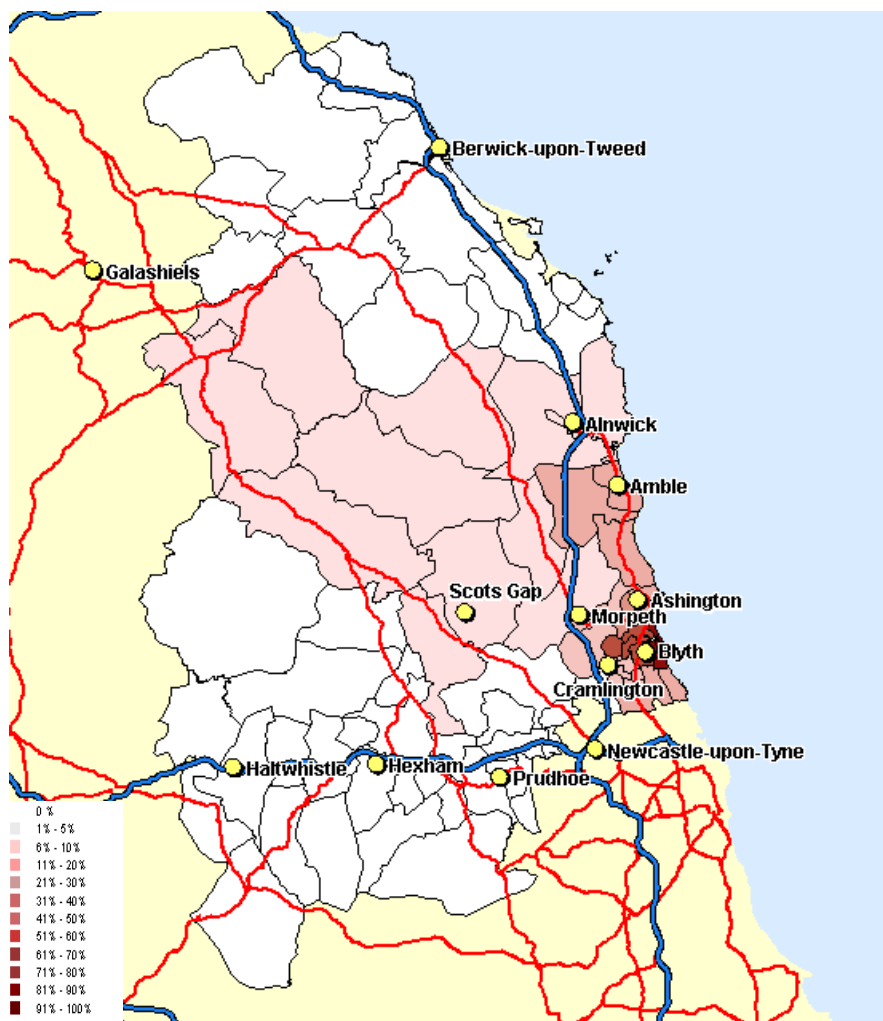 Berwick-upon-Tweed
Galashiels
Alnwick
Amble
Scots Gap
Ashington
Morpeth
Blyth
Cramlington
Newcastle-upon-Tyne
Haltwhistle
Hexham
Prudhoe
0 %
1% - 5%
6% - 10%
11% - 20%
21% - 30%
31% - 40%
41% - 50%
51% - 60%
61% - 70%
71% - 80%
81% - 90%
91% - 100%